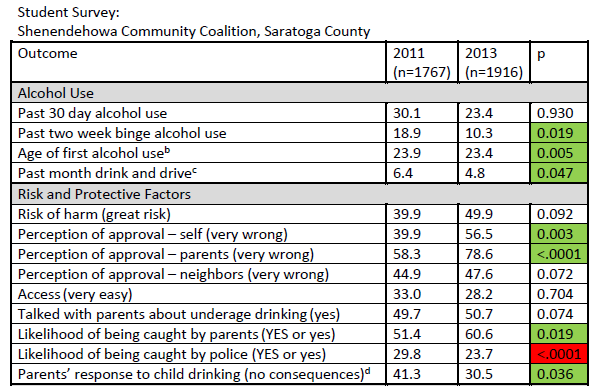 Student Survey:
Shenendehowa Community Coalition, Saratoga County
Outcome 2011 2013 p
(n=1767) (n=1916)
Alcohol Use
Past 30 day alcohol use 30.1 23.4 0.930
Past two week binge alcohol use 18.9 10.3 0.019
Age of first alcohol useᵇ 23.9 23.4 0.005
Past month drink and driveᶜ 6.4 4.8 0.047
Risk and Protective Factors
Risk of harm (great risk) 39.9 49.9 0.092
Perception of approval – self (very wrong) 39.9 56.5 0.003
Perception of approval – parents (very wrong) 58.3 78.6 <.0001
Perception of approval – neighbors (very wrong) 44.9 47.6 0.072
Access (very easy) 33.0 28.2 0.704
Talked with parents about underage drinking (yes) 49.7 50.7 0.074
Likelihood of being caught by parents (YES or yes) 51.4 60.6 0.019
Likelihood of being caught by police (YES or yes) 29.8 23.7 <.0001
Parents’ response to child drinking (no consequences)ᵈ 41.3 30.5 0.036